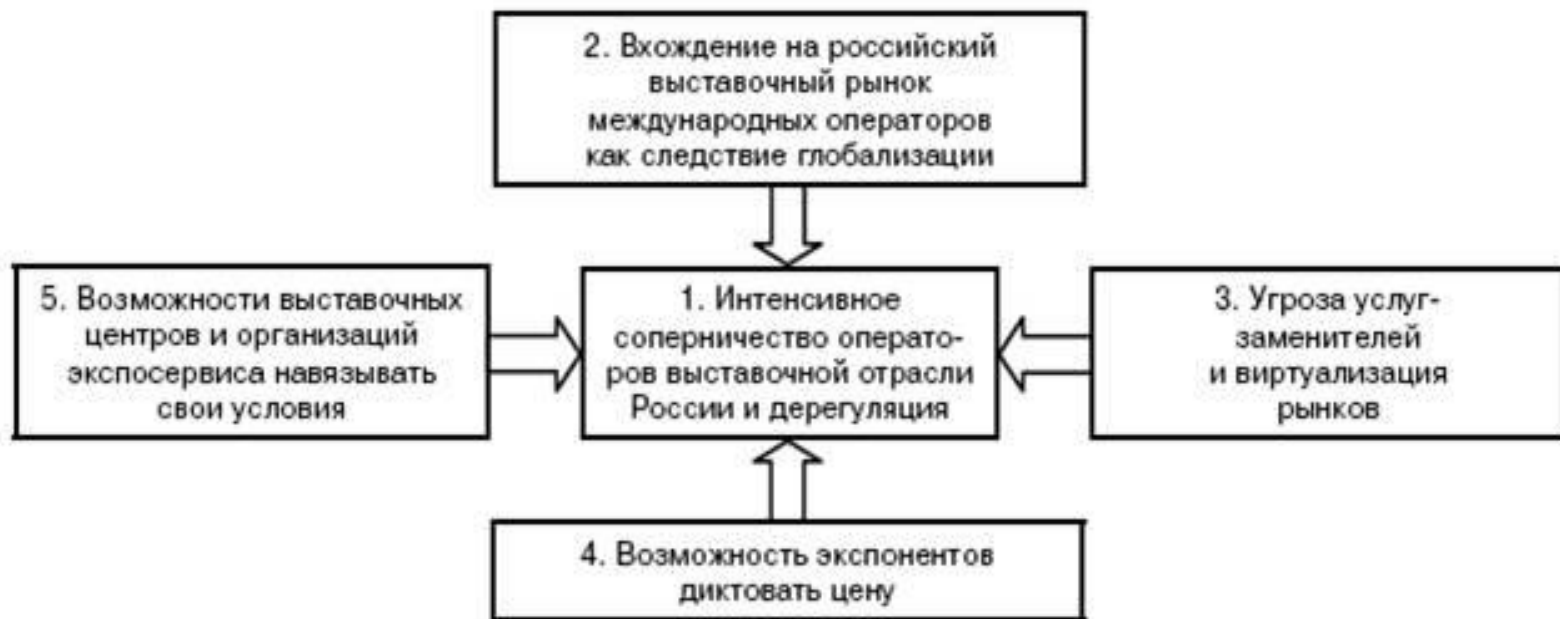 2. Вхождение на российский
выставочный рынок
международных операторов
как следствие глобализации
5. Возможности выставочных
центров и организаций
экспосервиса навязывать
свои условия
1. Интенсивное
соперничество операто-
ров выставочной отрасли
России и дерегуляция
3. Угроза услуг-
заменителей
и виртуализация
рынков
4. Возможность экспонентов
диктовать цену